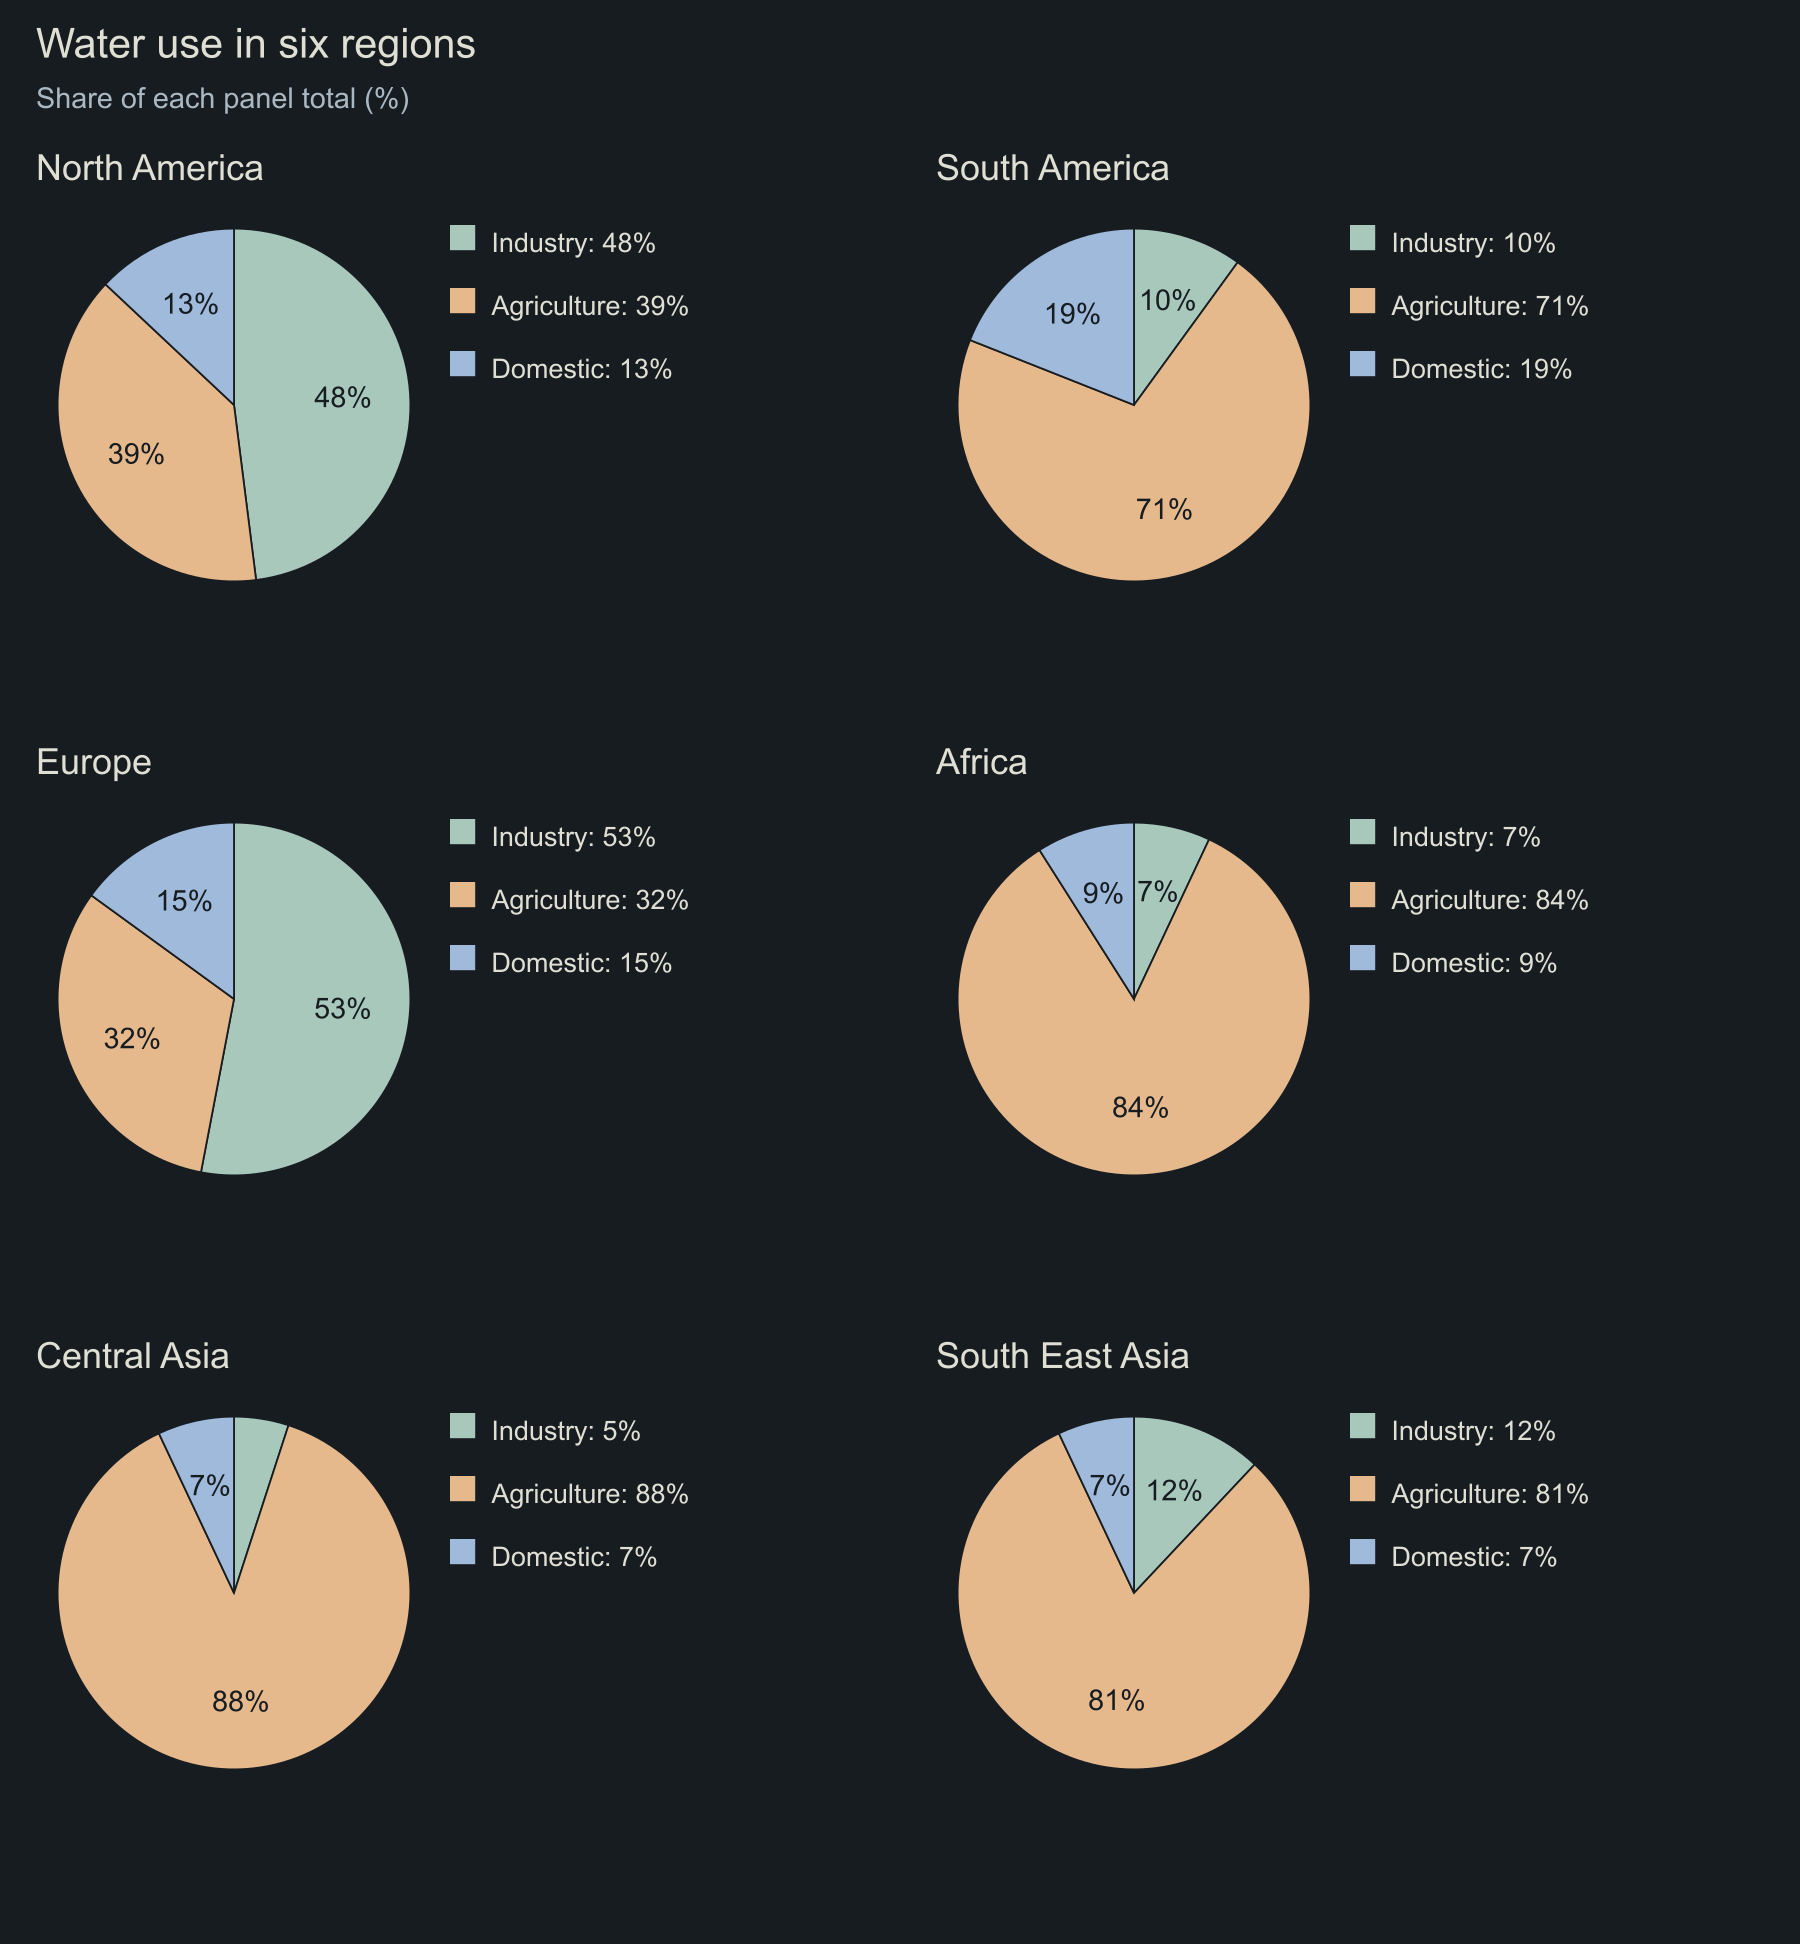 Water use in six regions
Share of each panel total (%)
North America
13%
48%
39%
Industry: 48%
Agriculture: 39%
Domestic: 13%
South America
10%
19%
71%
Industry: 10%
Agriculture: 71%
Domestic: 19%
Europe
15%
53%
32%
Industry: 53%
Agriculture: 32%
Domestic: 15%
Africa
9%
7%
84%
Industry: 7%
Agriculture: 84%
Domestic: 9%
Central Asia
7%
88%
Industry: 5%
Agriculture: 88%
Domestic: 7%
South East Asia
7%
12%
81%
Industry: 12%
Agriculture: 81%
Domestic: 7%